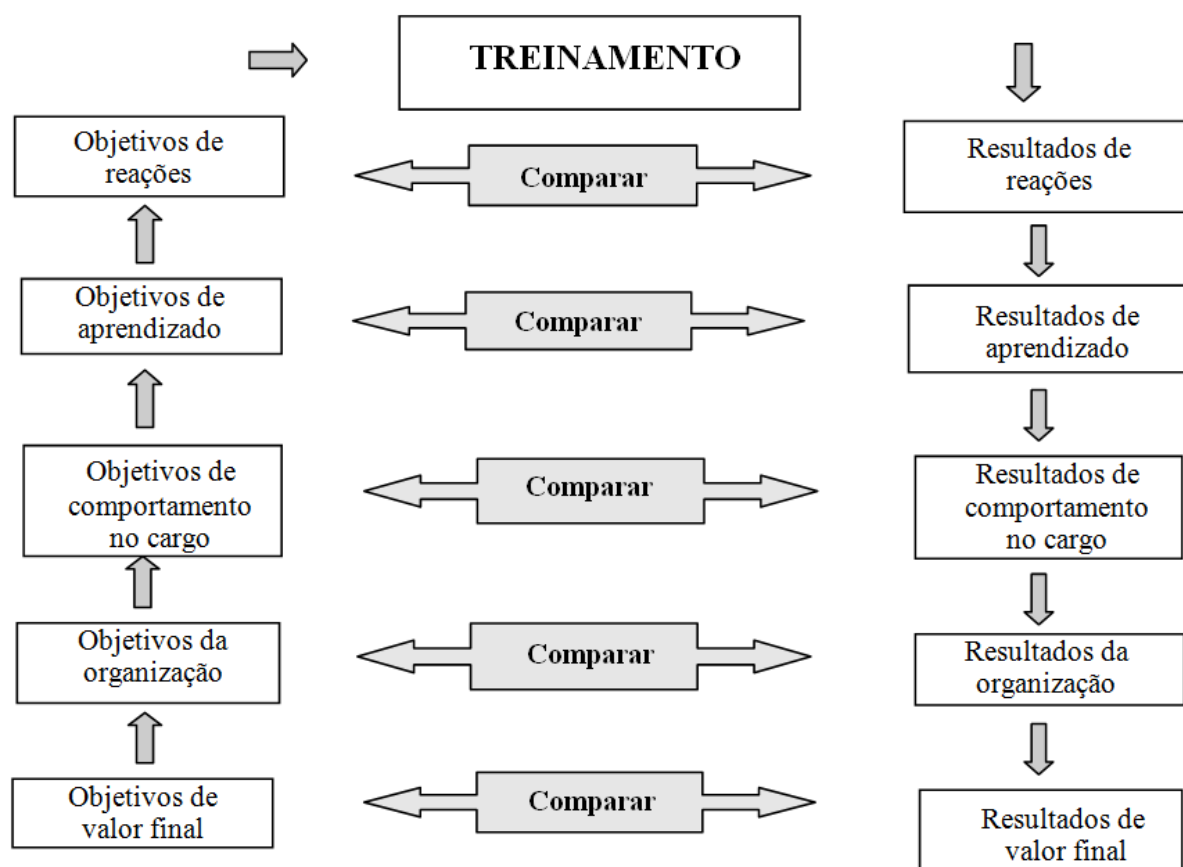 TREINAMENTO
Objetivos de
reações
Comparar
Resultados de
reações
Objetivos de
aprendizado
Comparar
Resultados de
aprendizado
Objetivos de
comportamento
no cargo
Comparar
Resultados de
comportamento
no cargo
Objetivos da
organização
Comparar
Resultados da
organização
Objetivos de
valor final
Comparar
Resultados de
valor final